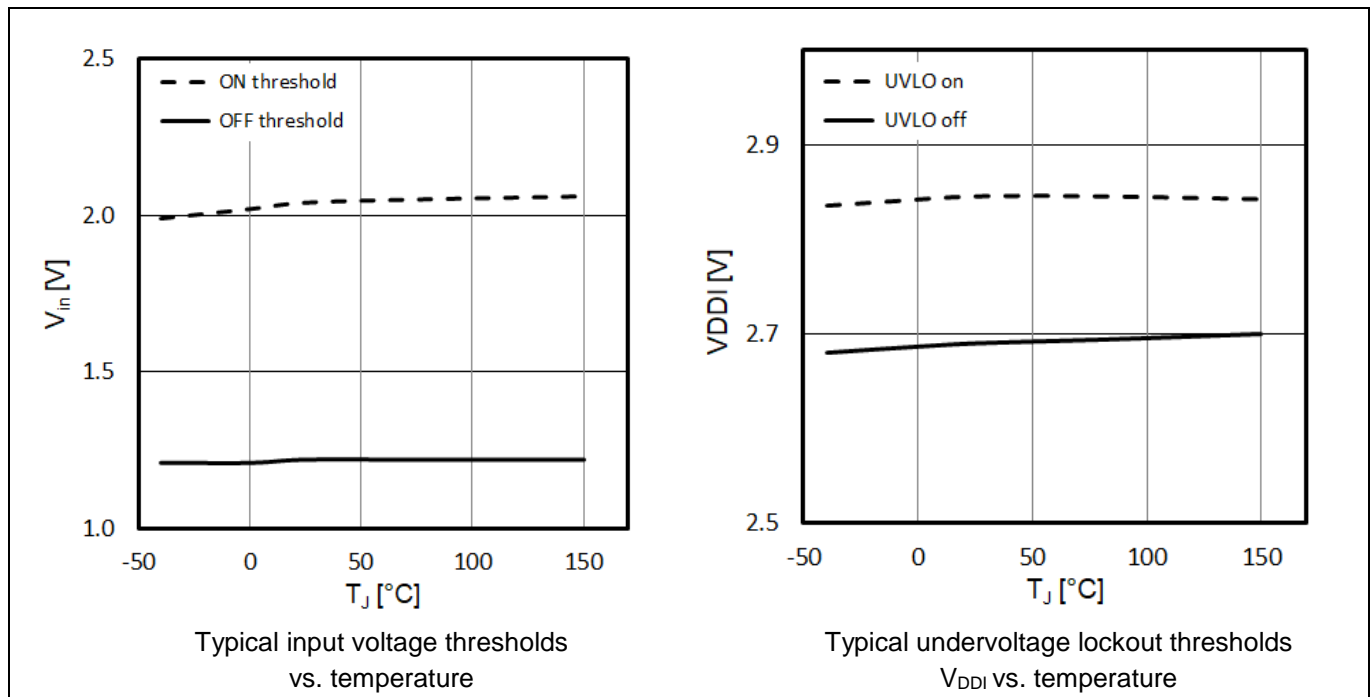 2.5
ON threshold
OFF threshold
2.0
V_in [V]
1.5
1.0
-50 0 50 100 150
T_J [°C]
Typical input voltage thresholds
vs. temperature
UVLO on
UVLO off
2.9
VDDI [V]
2.7
2.5
-50 0 50 100 150
T_J [°C]
Typical undervoltage lockout thresholds
V_DDI vs. temperature